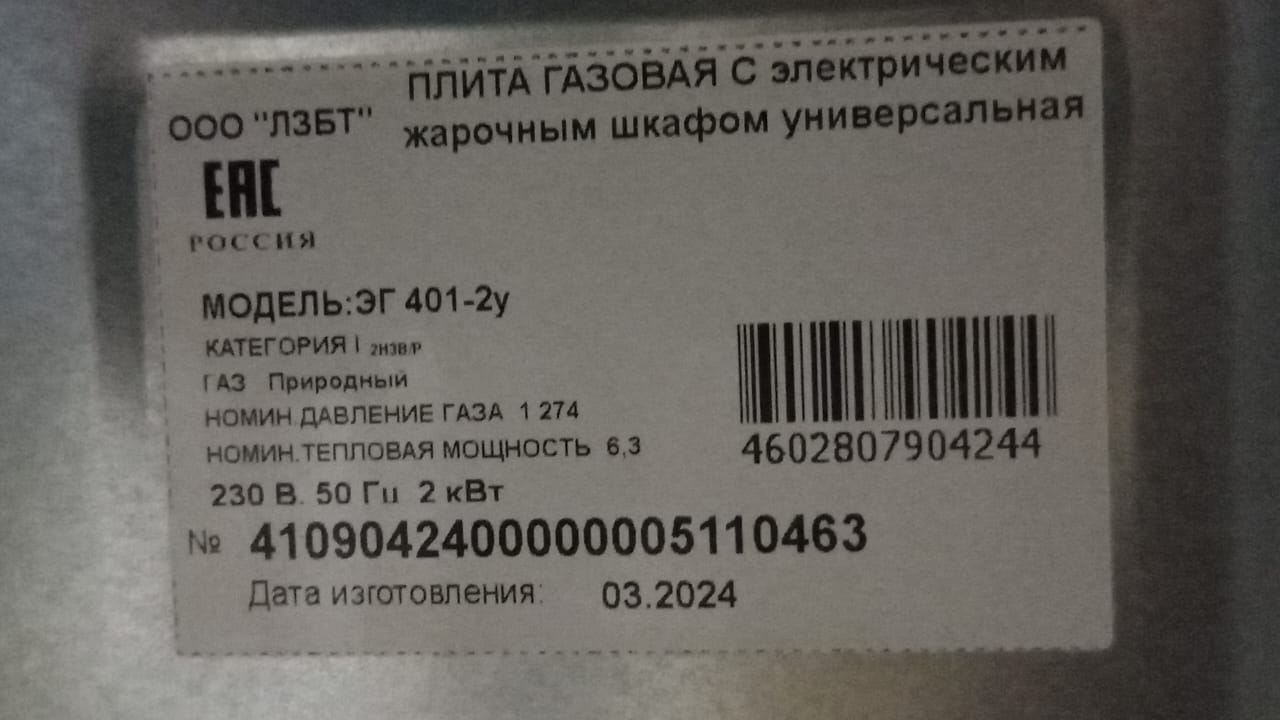 ПЛИТА ГАЗОВАЯ С электрическим
жарочным шкафом универсальная
ООО "ЛЗБТ"
ЕАС
РОССИЯ
МОДЕЛЬ:ЭГ 401-2у
КАТЕГОРИЯ I 2Н3В/Р
ГАЗ Природный
НОМИН.ДАВЛЕНИЕ ГАЗА 1 274
НОМИН.ТЕПЛОВАЯ МОЩНОСТЬ 6,3
230 В. 50 Гц 2 кВт
4602807904244
№ 41090424000000005110463
Дата изготовления: 03.2024